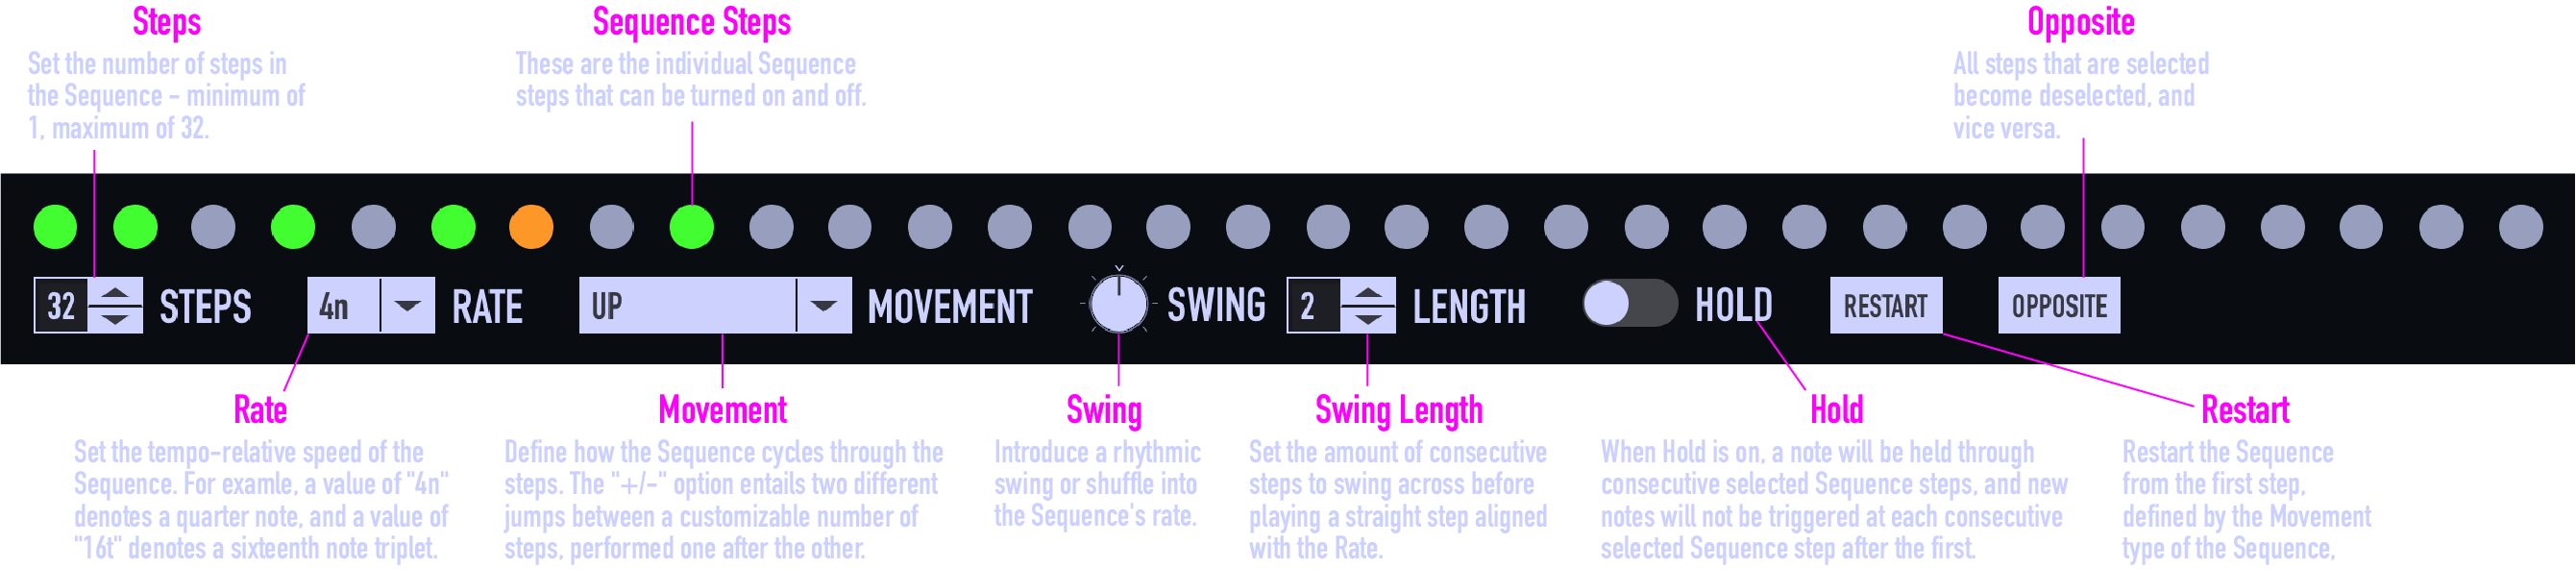 Steps
Set the number of steps in
the Sequence - minimum of
1, maximum of 32.
Sequence Steps
These are the individual Sequence
steps that can be turned on and off.
Opposite
All steps that are selected
become deselected, and
vice versa.
32 STEPS 4n RATE UP MOVEMENT SWING 2 LENGTH HOLD RESTART OPPOSITE
Rate
Set the tempo-relative speed of the
Sequence. For examle, a value of "4n"
denotes a quarter note, and a value of
"16t" denotes a sixteenth note triplet.
Movement
Define how the Sequence cycles through the
steps. The "+/-" option entails two different
jumps between a customizable number of
steps, performed one after the other.
Swing
Introduce a rhythmic
swing or shuffle into
the Sequence's rate.
Swing Length
Set the amount of consecutive
steps to swing across before
playing a straight step aligned
with the Rate.
Hold
When Hold is on, a note will be held through
consecutive selected Sequence steps, and new
notes will not be triggered at each consecutive
selected Sequence step after the first.
Restart
Restart the Sequence
from the first step,
defined by the Movement
type of the Sequence,